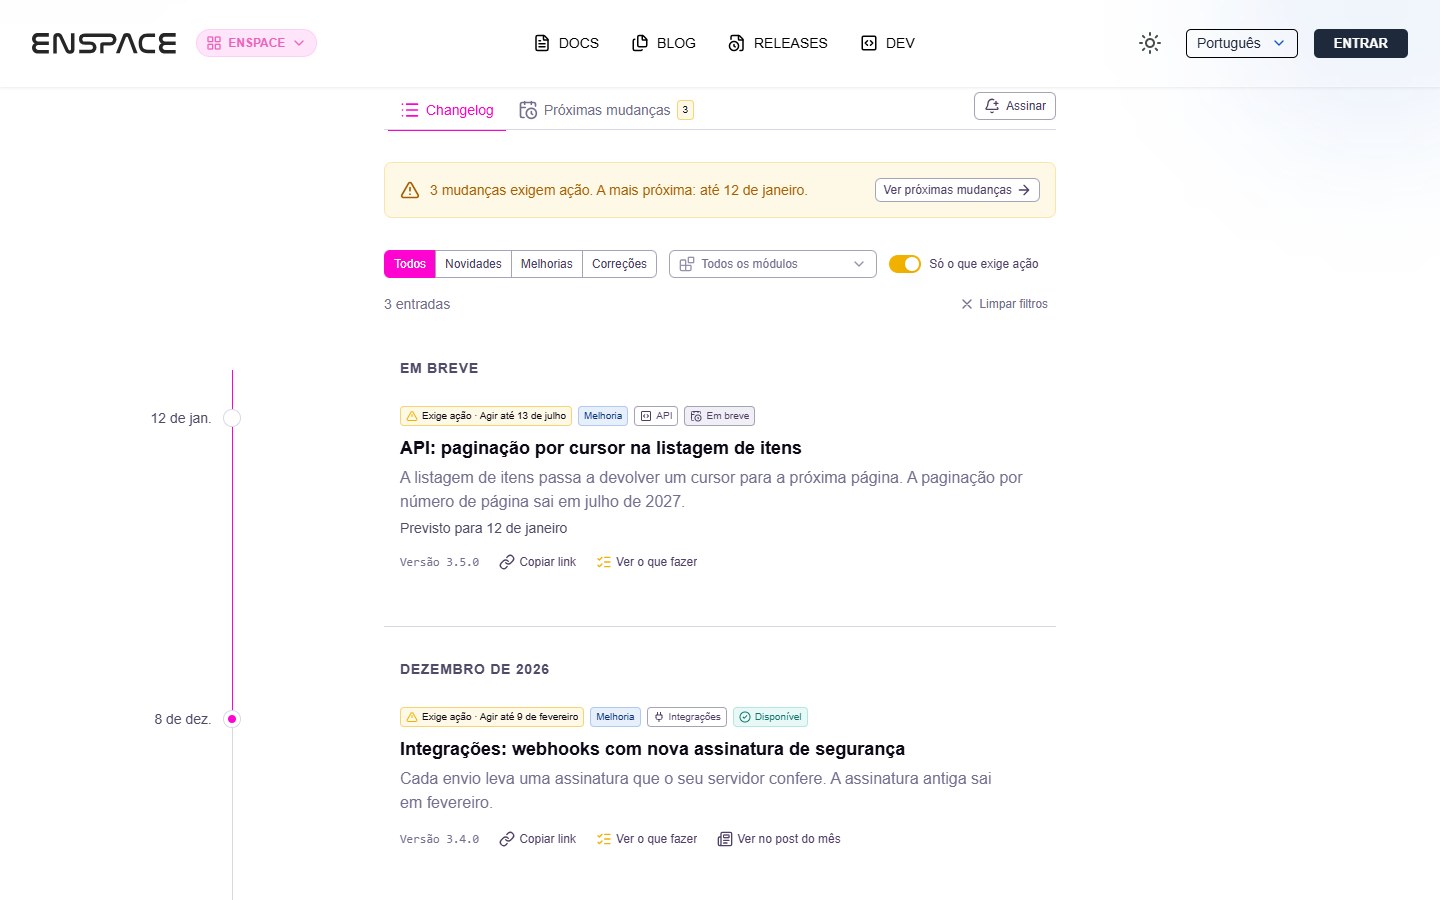 ENSPACE
ENSPACE
DOCS
BLOG
RELEASES
DEV
Português
ENTRAR
Changelog
Próximas mudanças
3
Assinar
3 mudanças exigem ação. A mais próxima: até 12 de janeiro.
Ver próximas mudanças
Todos
Novidades
Melhorias
Correções
Todos os módulos
Só o que exige ação
3 entradas
Limpar filtros
EM BREVE
12 de jan.
Exige ação · Agir até 13 de julho
Melhoria
API
Em breve
API: paginação por cursor na listagem de itens
A listagem de itens passa a devolver um cursor para a próxima página. A paginação por
número de página sai em julho de 2027.
Previsto para 12 de janeiro
Versão 3.5.0
Copiar link
Ver o que fazer
DEZEMBRO DE 2026
8 de dez.
Exige ação · Agir até 9 de fevereiro
Melhoria
Integrações
Disponível
Integrações: webhooks com nova assinatura de segurança
Cada envio leva uma assinatura que o seu servidor confere. A assinatura antiga sai
em fevereiro.
Versão 3.4.0
Copiar link
Ver o que fazer
Ver no post do mês